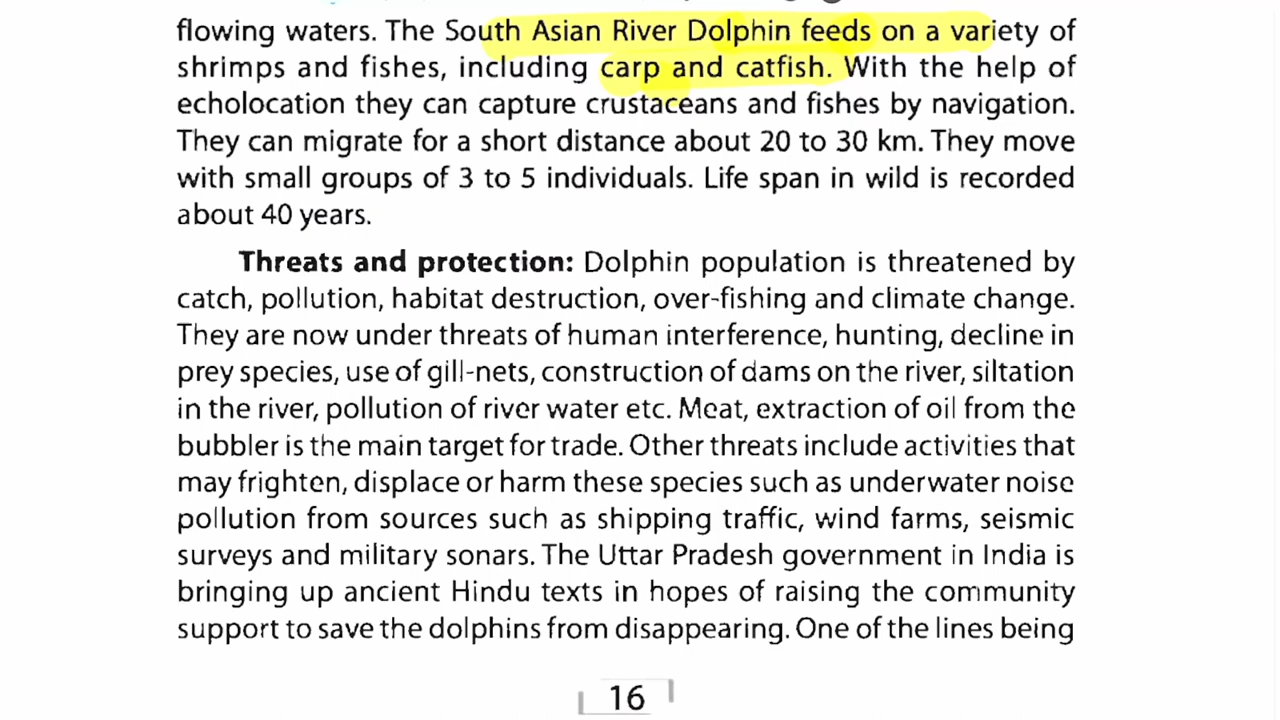 flowing waters. The South Asian River Dolphin feeds on a variety of
shrimps and fishes, including carp and catfish. With the help of
echolocation they can capture crustaceans and fishes by navigation.
They can migrate for a short distance about 20 to 30 km. They move
with small groups of 3 to 5 individuals. Life span in wild is recorded
about 40 years.
Threats and protection: Dolphin population is threatened by
catch, pollution, habitat destruction, over-fishing and climate change.
They are now under threats of human interference, hunting, decline in
prey species, use of gill-nets, construction of dams on the river, siltation
in the river, pollution of river water etc. Meat, extraction of oil from the
bubbler is the main target for trade. Other threats include activities that
may frighten, displace or harm these species such as underwater noise
pollution from sources such as shipping traffic, wind farms, seismic
surveys and military sonars. The Uttar Pradesh government in India is
bringing up ancient Hindu texts in hopes of raising the community
support to save the dolphins from disappearing. One of the lines being
16